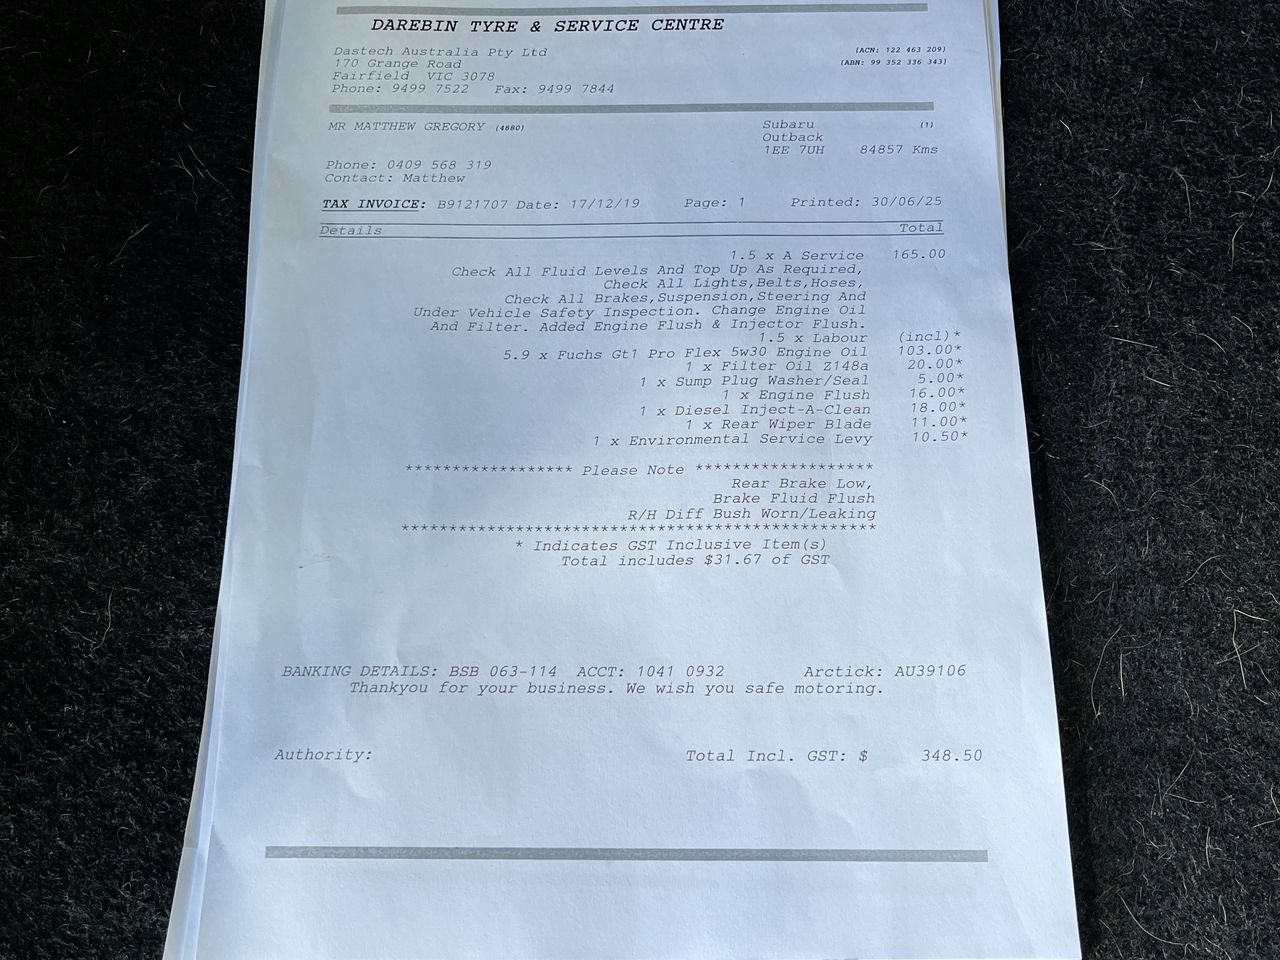 DAREBIN TYRE & SERVICE CENTRE
Dastech Australia Pty Ltd (ACN: 122 463 209)
170 Grange Road (ABN: 99 352 336 343)
Fairfield VIC 3078
Phone: 9499 7522 Fax: 9499 7844
MR MATTHEW GREGORY (4880) Subaru (1)
Outback
1EE 7UH 84857 Kms
Phone: 0409 568 319
Contact: Matthew
TAX INVOICE: B9121707 Date: 17/12/19 Page: 1 Printed: 30/06/25
Details Total
1.5 x A Service 165.00
Check All Fluid Levels And Top Up As Required,
Check All Lights,Belts,Hoses,
Check All Brakes,Suspension,Steering And
Under Vehicle Safety Inspection. Change Engine Oil
And Filter. Added Engine Flush & Injector Flush.
1.5 x Labour (incl)*
5.9 x Fuchs Gt1 Pro Flex 5w30 Engine Oil 103.00*
1 x Filter Oil Z148a 20.00*
1 x Sump Plug Washer/Seal 5.00*
1 x Engine Flush 16.00*
1 x Diesel Inject-A-Clean 18.00*
1 x Rear Wiper Blade 11.00*
1 x Environmental Service Levy 10.50*
***************** Please Note ******************
Rear Brake Low,
Brake Fluid Flush
R/H Diff Bush Worn/Leaking
************************************************
* Indicates GST Inclusive Item(s)
Total includes $31.67 of GST
BANKING DETAILS: BSB 063-114 ACCT: 1041 0932 Arctick: AU39106
Thankyou for your business. We wish you safe motoring.
Authority: Total Incl. GST: $ 348.50